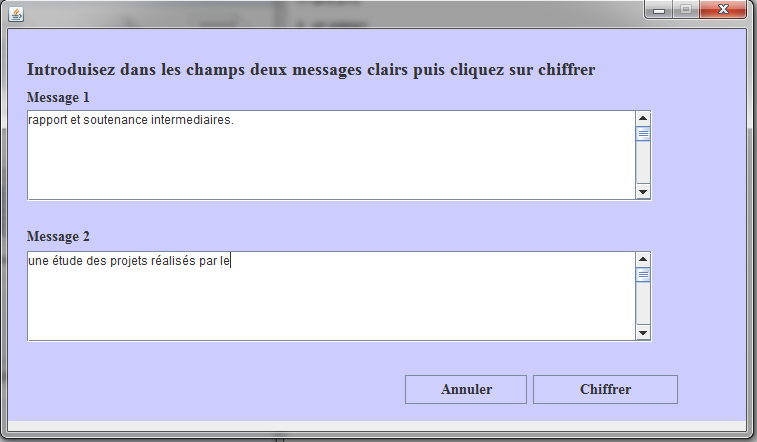 Introduisez dans les champs deux messages clairs puis cliquez sur chiffrer
Message 1
rapport et soutenance intermediaires.
Message 2
une étude des projets réalisés par le
Annuler
Chiffrer